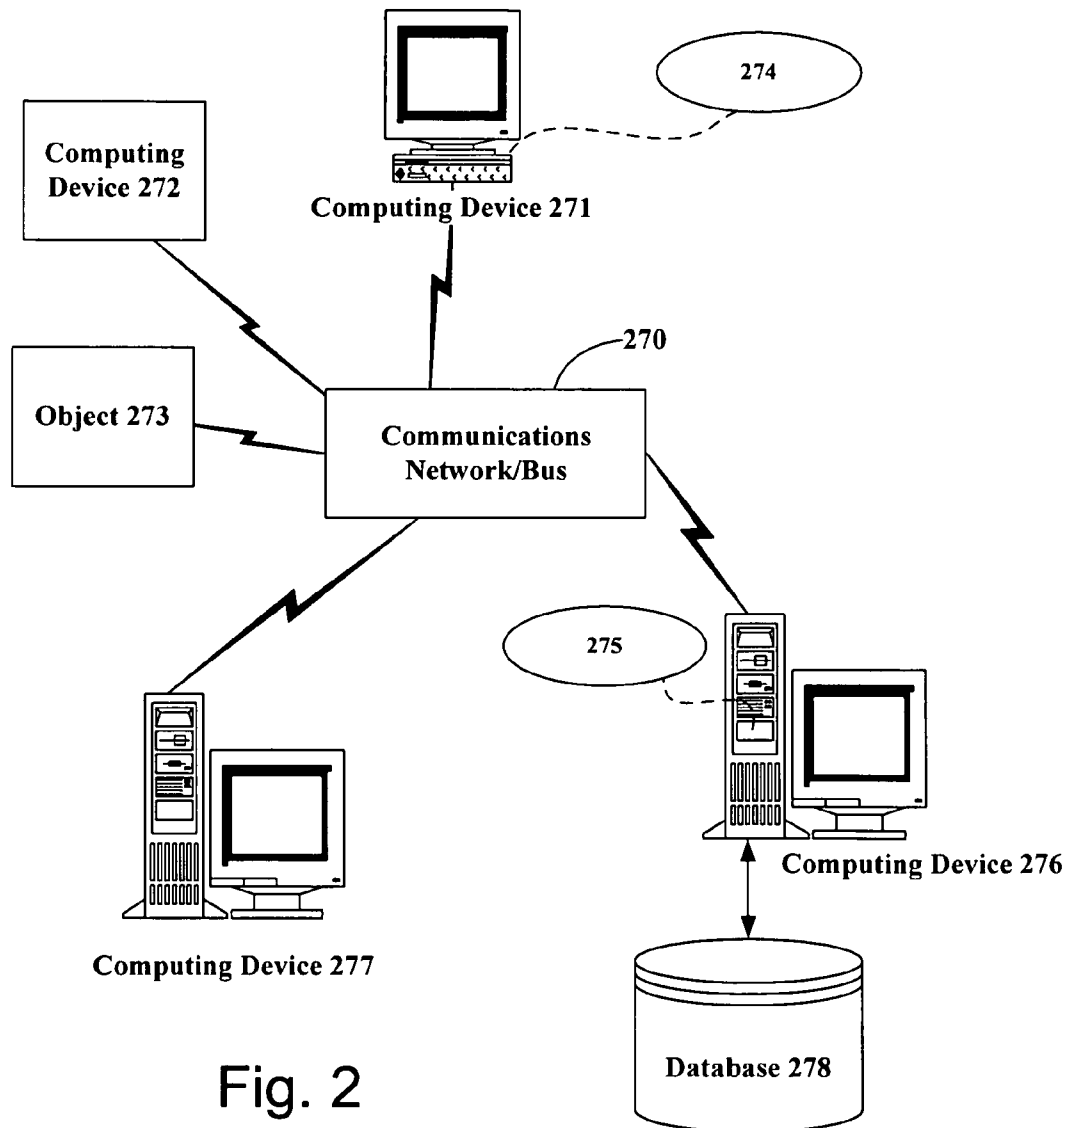 274
Computing
Device 272
Computing Device 271
270
Object 273
Communications
Network/Bus
275
Computing Device 276
Computing Device 277
Database 278
Fig. 2